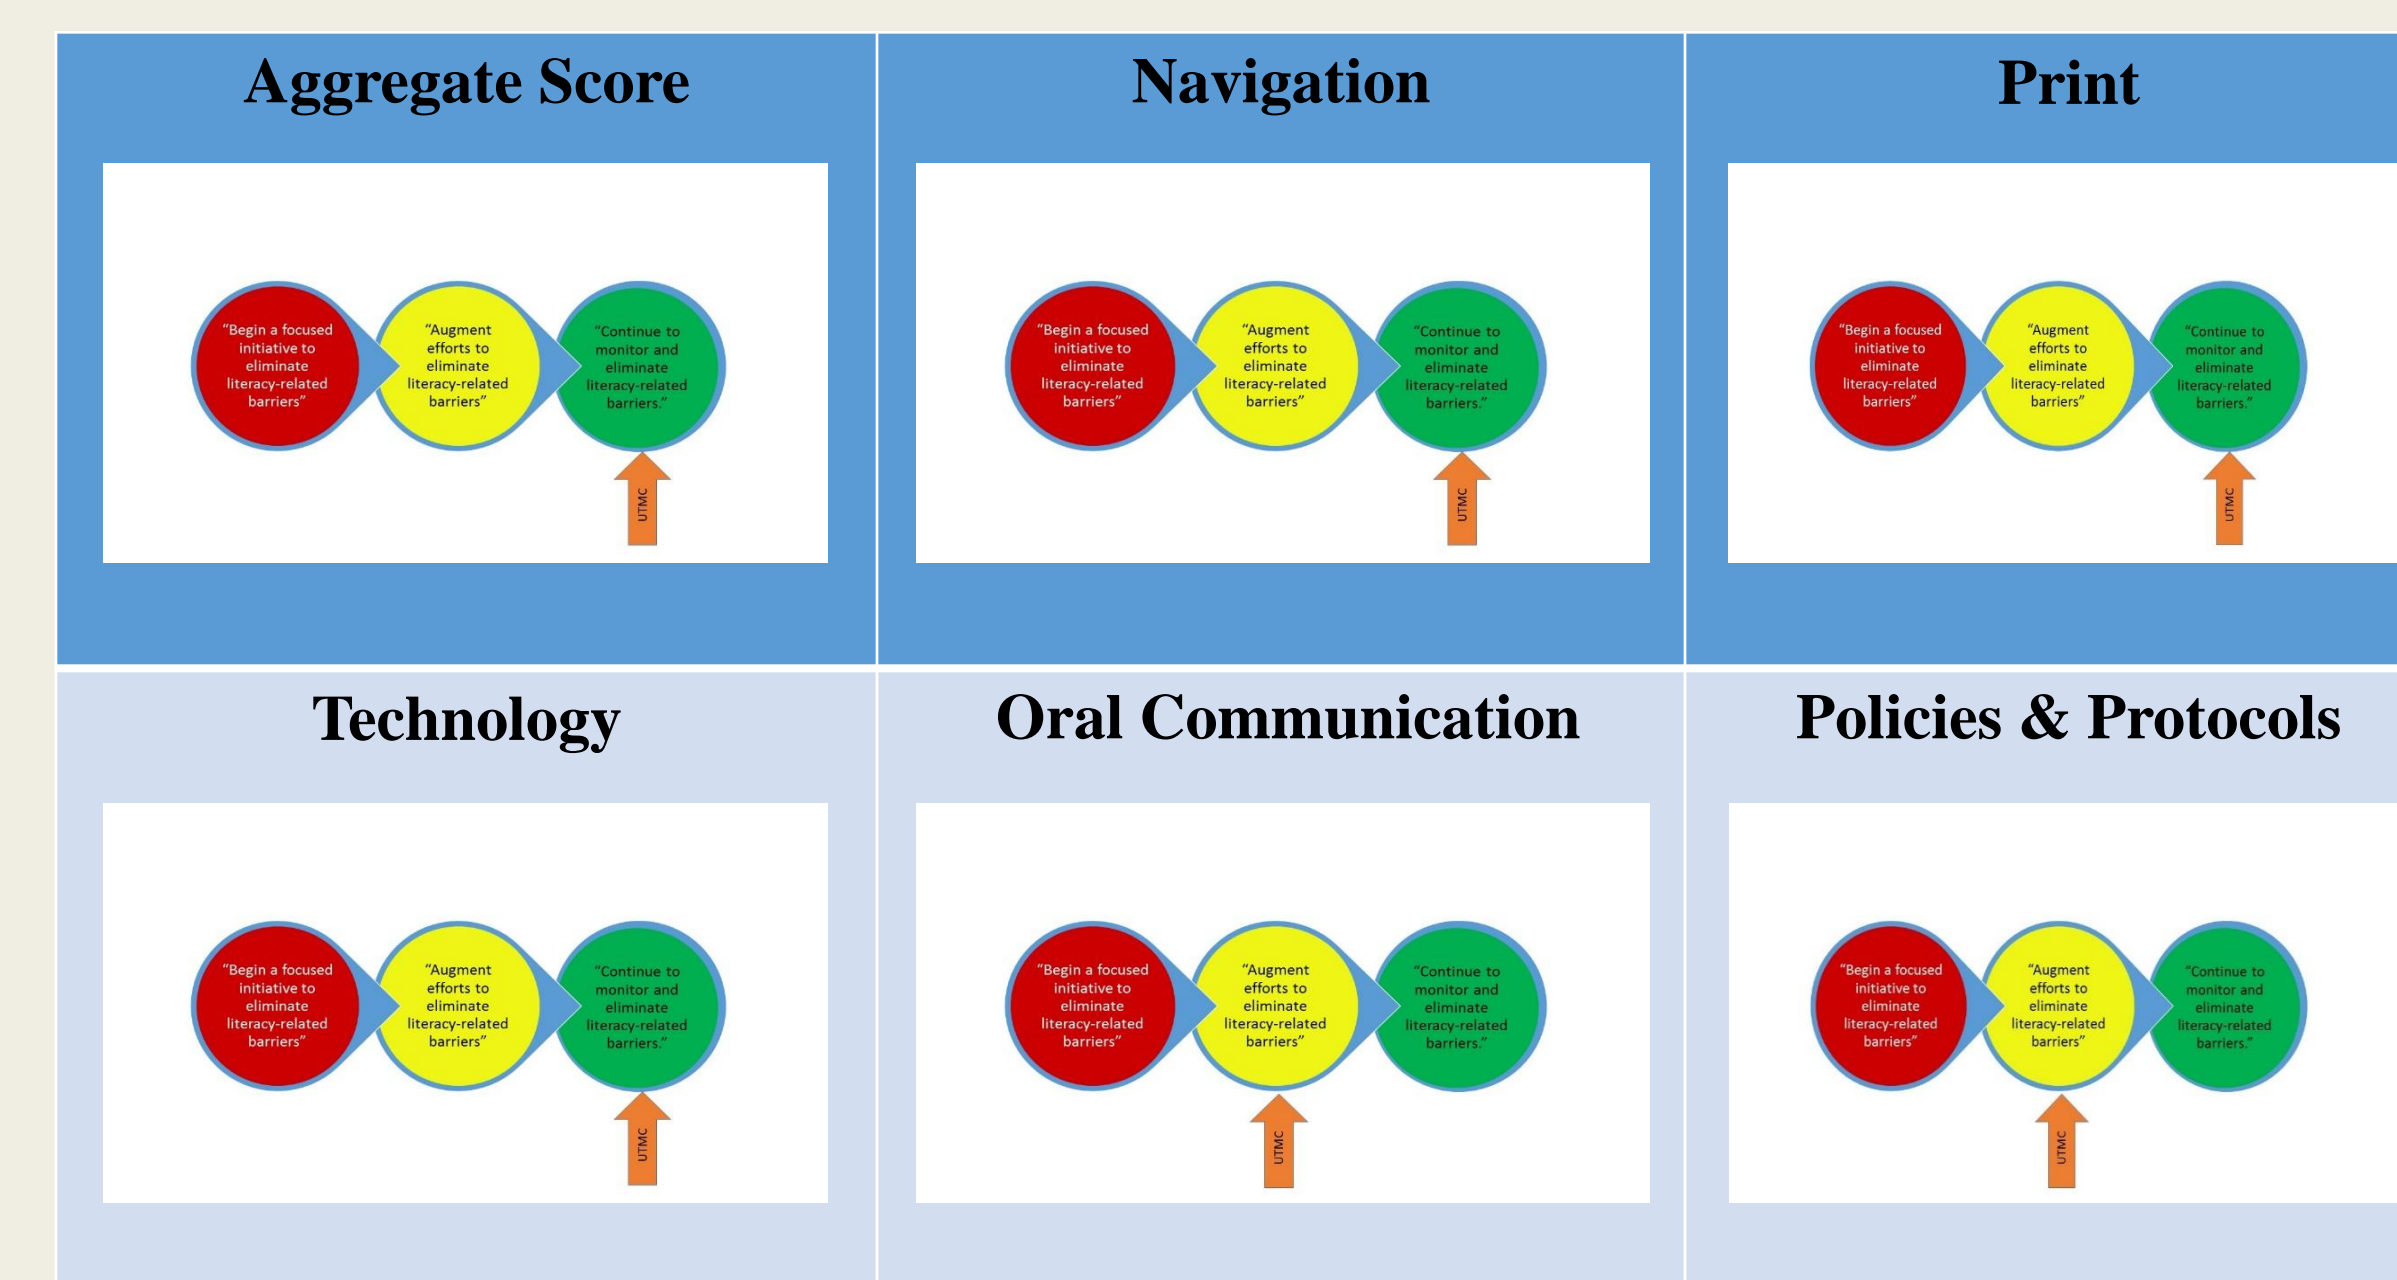 Aggregate Score
“Begin a focused
initiative to
eliminate
literacy-related
barriers”
“Augment
efforts to
eliminate
literacy-related
barriers”
“Continue to
monitor and
eliminate
literacy-related
barriers.”
UTMC
Navigation
“Begin a focused
initiative to
eliminate
literacy-related
barriers”
“Augment
efforts to
eliminate
literacy-related
barriers”
“Continue to
monitor and
eliminate
literacy-related
barriers.”
UTMC
Print
“Begin a focused
initiative to
eliminate
literacy-related
barriers”
“Augment
efforts to
eliminate
literacy-related
barriers”
“Continue to
monitor and
eliminate
literacy-related
barriers.”
UTMC
Technology
“Begin a focused
initiative to
eliminate
literacy-related
barriers”
“Augment
efforts to
eliminate
literacy-related
barriers”
“Continue to
monitor and
eliminate
literacy-related
barriers.”
UTMC
Oral Communication
“Begin a focused
initiative to
eliminate
literacy-related
barriers”
“Augment
efforts to
eliminate
literacy-related
barriers”
“Continue to
monitor and
eliminate
literacy-related
barriers.”
UTMC
Policies & Protocols
“Begin a focused
initiative to
eliminate
literacy-related
barriers”
“Augment
efforts to
eliminate
literacy-related
barriers”
“Continue to
monitor and
eliminate
literacy-related
barriers.”
UTMC